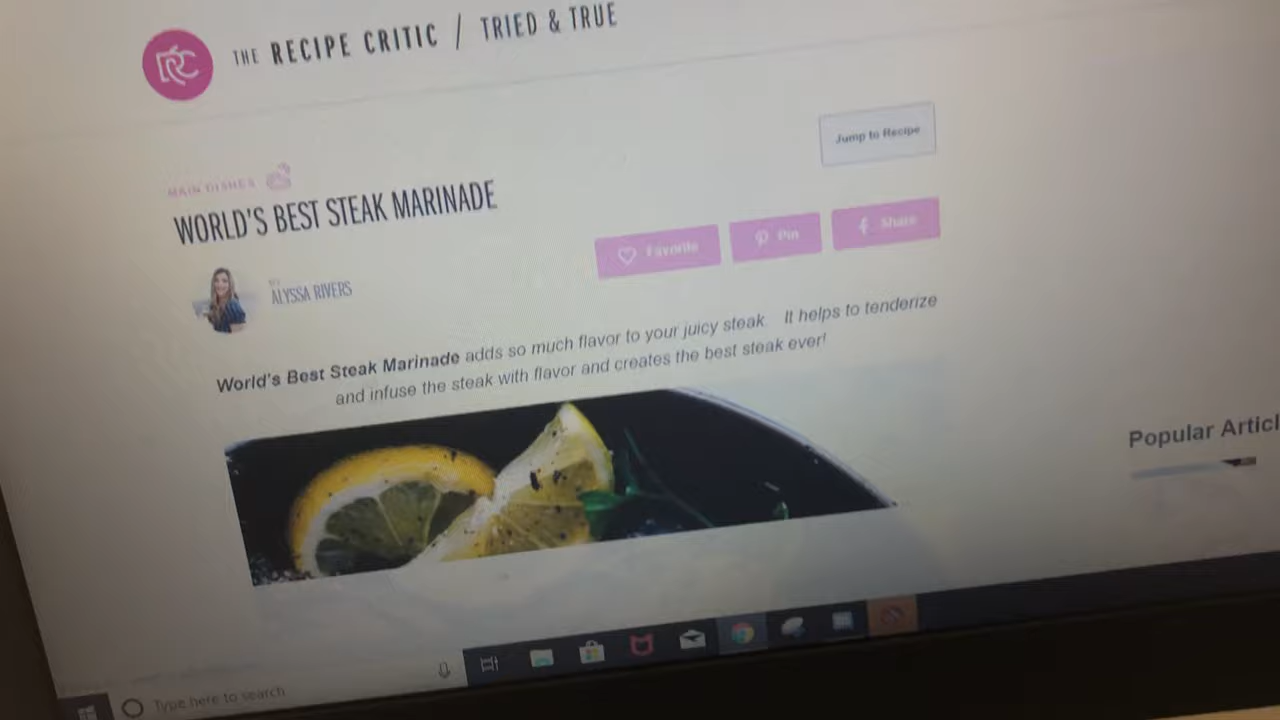 THE RECIPE CRITIC / TRIED & TRUE
Jump to Recipe
MAIN DISHES
WORLD'S BEST STEAK MARINADE
Favorite
Pin
Share
BY
ALYSSA RIVERS
World's Best Steak Marinade adds so much flavor to your juicy steak. It helps to tenderize
and infuse the steak with flavor and creates the best steak ever!
Popular Articl
Type here to search